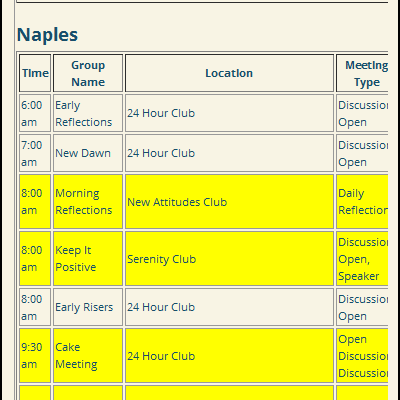 Naples
Time Group Name Location Meeting Type
6:00 am Early Reflections 24 Hour Club Discussion Open
7:00 am New Dawn 24 Hour Club Discussion Open
8:00 am Morning Reflections New Attitudes Club Daily Reflection
8:00 am Keep It Positive Serenity Club Discussion Open, Speaker
8:00 am Early Risers 24 Hour Club Discussion Open
9:30 am Cake Meeting 24 Hour Club Open Discussion Discussion